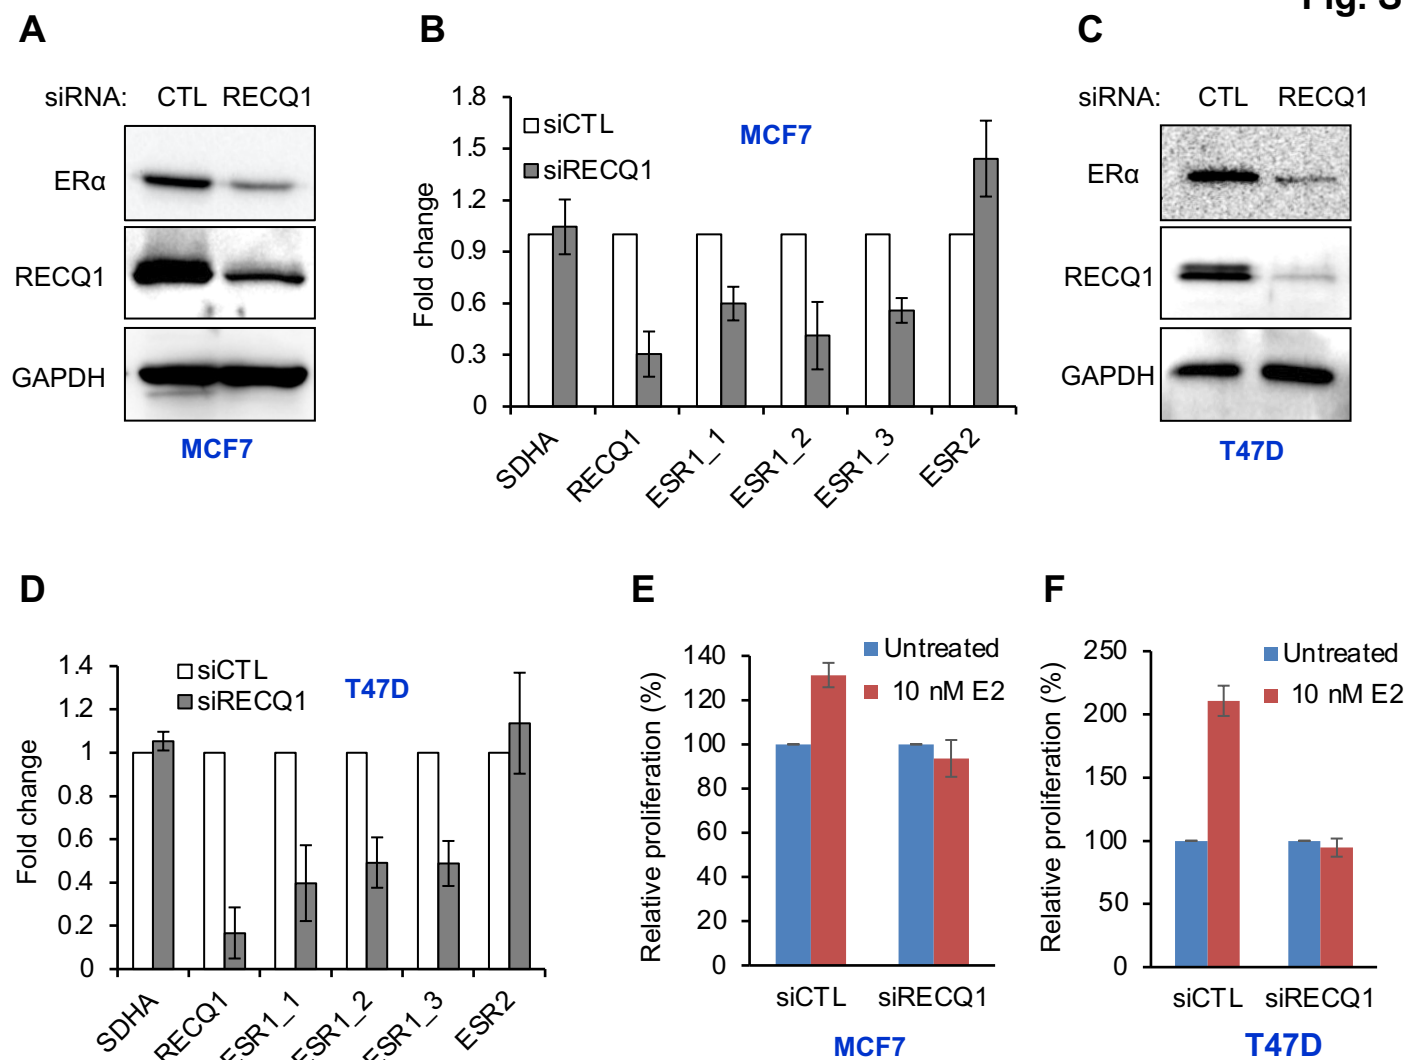 Fig. S
A
siRNA: CTL RECQ1
ERα
RECQ1
GAPDH
MCF7
B
1.8
1.5
1.2
0.9
0.6
0.3
0
Fold change
siCTL
siRECQ1
MCF7
SDHA
RECQ1
ESR1_1
ESR1_2
ESR1_3
ESR2
C
siRNA: CTL RECQ1
ERα
RECQ1
GAPDH
T47D
D
1.4
1.2
1
0.8
0.6
0.4
0.2
0
Fold change
siCTL
siRECQ1
T47D
SDHA
RECQ1
ESR1_1
ESR1_2
ESR1_3
ESR2
E
140
120
100
80
60
40
20
0
Relative proliferation (%)
Untreated
10 nM E2
siCTL siRECQ1
MCF7
F
250
200
150
100
50
0
Relative proliferation (%)
Untreated
10 nM E2
siCTL siRECQ1
T47D